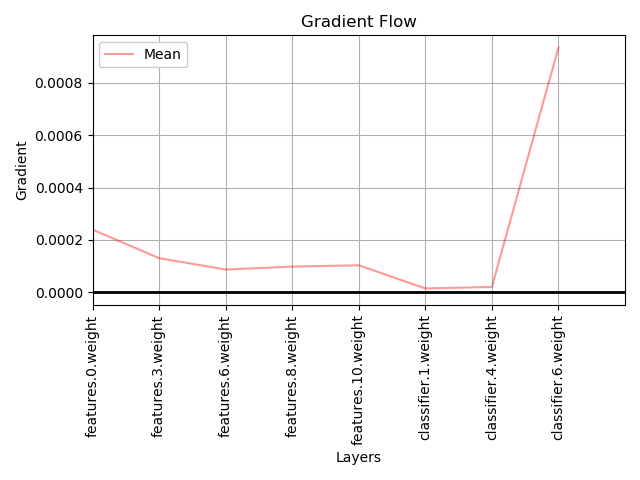 Gradient Flow
Mean
Gradient
0.0008
0.0006
0.0004
0.0002
0.0000
features.0.weight
features.3.weight
features.6.weight
features.8.weight
features.10.weight
classifier.1.weight
classifier.4.weight
classifier.6.weight
Layers